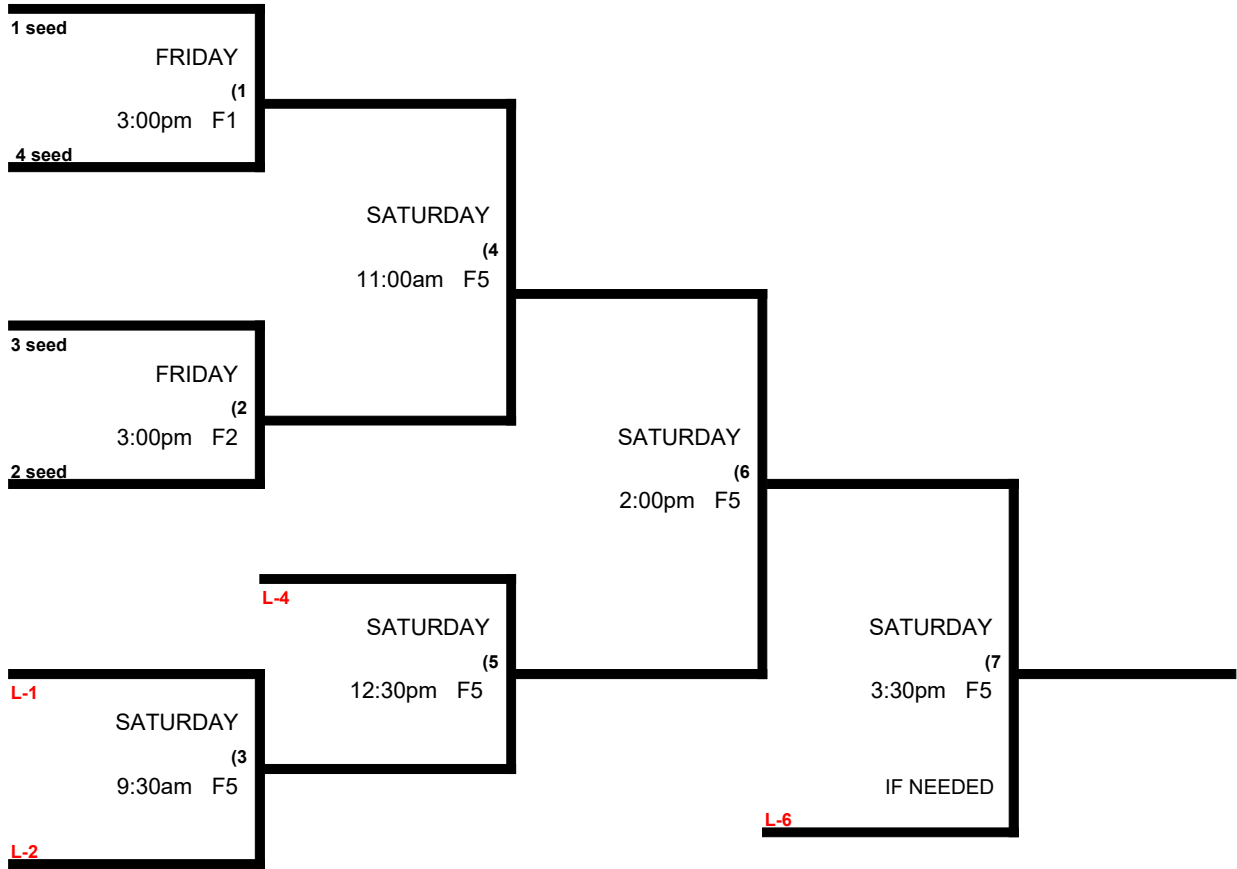 1 seed
FRIDAY
(1
3:00pm F1
4 seed
SATURDAY
(4
11:00am F5
3 seed
FRIDAY
(2
3:00pm F2
2 seed
SATURDAY
(6
2:00pm F5
L-4
SATURDAY
(5
12:30pm F5
SATURDAY
(7
3:30pm F5
IF NEEDED
L-6
L-1
SATURDAY
(3
9:30am F5
L-2